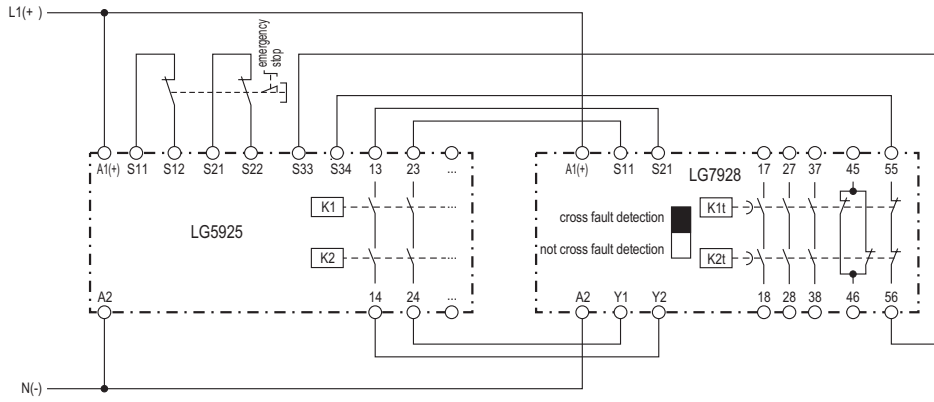 L1(+ )
emergency
stop
A1(+) S11 S12 S21 S22 S33 S34 13 23 ...
A1(+) S11 S21 17 27 37 45 55
LG5925
K1 ...
K2 ...
LG7928
cross fault detection
not cross fault detection
K1t
K2t
A2 14 24 ...
A2 Y1 Y2 18 28 38 46 56
N(-)